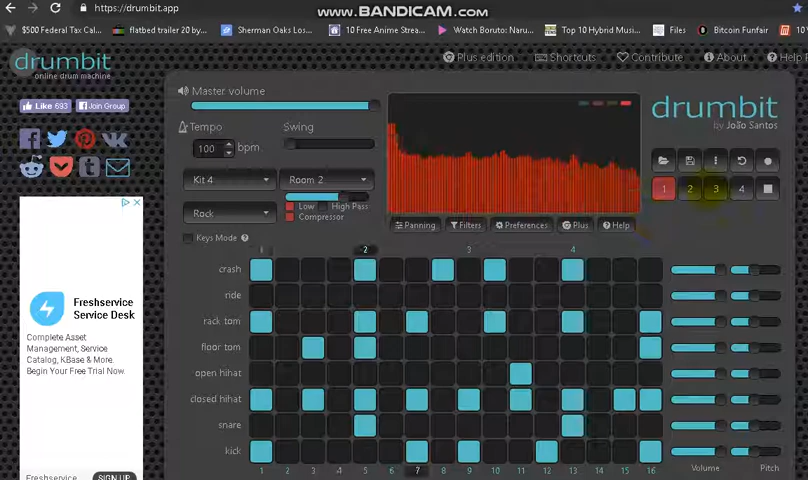 www.BANDICAM.com
https://drumbit.app
$500 Federal Tax Cal...
flatbed trailer 20 by...
Sherman Oaks Los...
10 Free Anime Strea...
Watch Boruto: Naru...
Top 10 Hybrid Musi...
Files
Bitcoin Funfair
10
drumbit
online drum machine
Plus edition
Shortcuts
Contribute
About
Help
Like 693
Join Group
Master volume
drumbit
by João Santos
Tempo
Swing
100
bpm.
Kit 4
Room 2
1
2
3
4
Low
High Pass
Compressor
Rock
Panning
Filters
Preferences
Plus
Help
Keys Mode
1
2
3
4
crash
ride
rack tom
floor tom
open hihat
closed hihat
snare
kick
1 2 3 4 5 6 7 8 9 10 11 12 13 14 15 16
Volume
Pitch
Freshservice
Service Desk
Complete Asset
Management, Service
Catalog, KBase & More.
Begin Your Free Trial Now.
Freshservice
SIGN UP